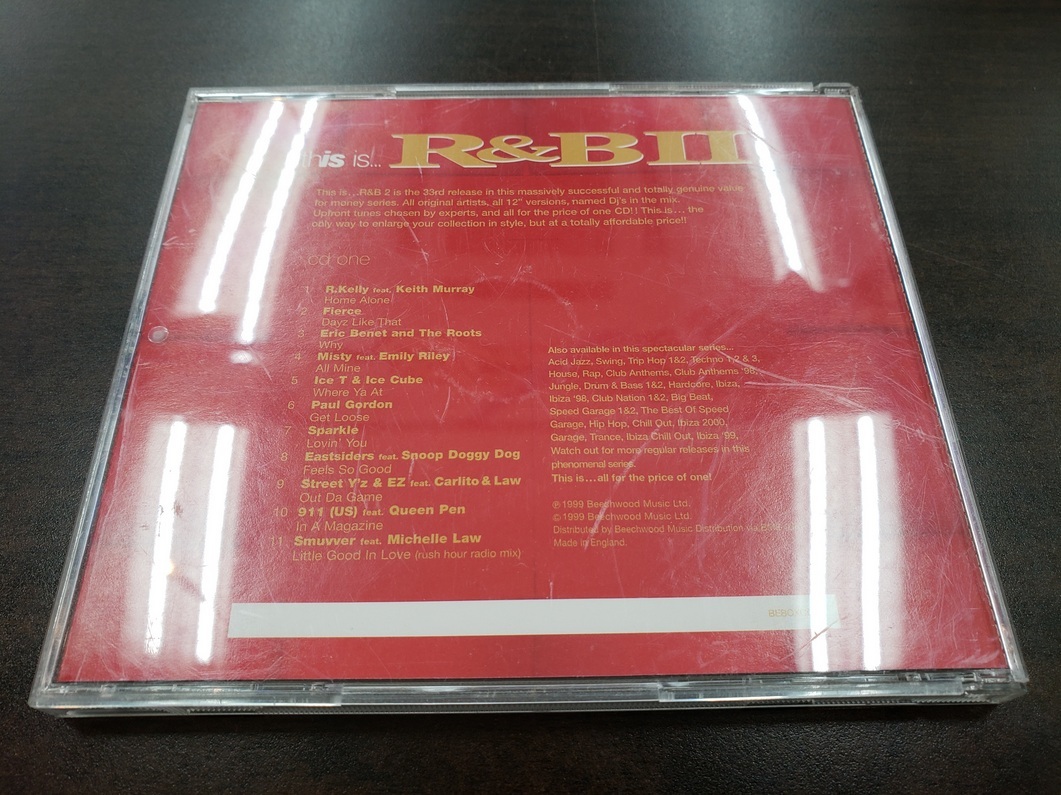 this is... R&B II
This is...R&B 2 is the 33rd release in this massively successful and totally genuine value
for money series. All original artists, all 12" versions, named Dj's in the mix.
Upfront tunes chosen by experts, and all for the price of one CD!! This is... the
only way to enlarge your collection in style, but at a totally affordable price!!
cd one
1 R.Kelly feat. Keith Murray
Home Alone
2 Fierce
Dayz Like That
3 Eric Benet and The Roots
Why
4 Misty feat. Emily Riley
All Mine
5 Ice T & Ice Cube
Where Ya At
6 Paul Gordon
Get Loose
7 Sparkle
Lovin' You
8 Eastsiders feat. Snoop Doggy Dog
Feels So Good
9 Street Y'z & EZ feat. Carlito & Law
Out Da Game
10 911 (US) feat. Queen Pen
In A Magazine
11 Smuvver feat. Michelle Law
Little Good In Love (rush hour radio mix)
Also available in this spectacular series...
Acid Jazz, Swing, Trip Hop 1&2, Techno 1,2 & 3,
House, Rap, Club Anthems, Club Anthems '98,
Jungle, Drum & Bass 1&2, Hardcore, Ibiza,
Ibiza '98, Club Nation 1&2, Big Beat,
Speed Garage 1&2, The Best Of Speed
Garage, Hip Hop, Chill Out, Ibiza 2000,
Garage, Trance, Ibiza Chill Out, Ibiza '99,
Watch out for more regular releases in this
phenomenal series.
This is...all for the price of one!
℗1999 Beechwood Music Ltd.
©1999 Beechwood Music Ltd.
Distributed by Beechwood Music Distribution via
Made in England.